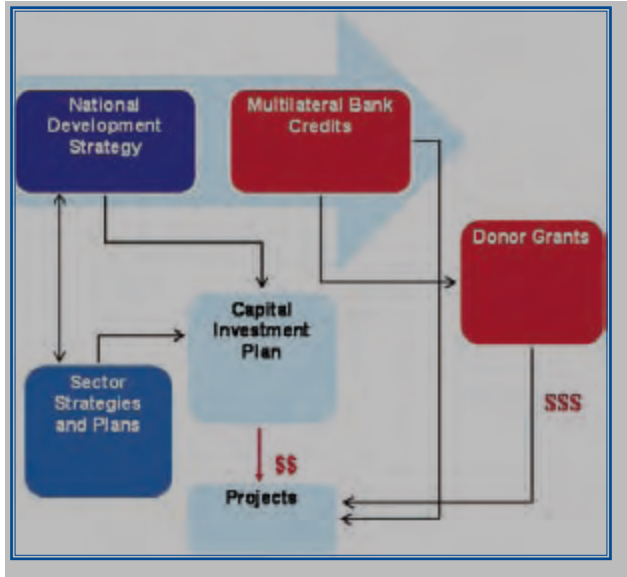 National
Development
Strategy
Multilateral Bank
Credits
Donor Grants
Capital
Investment
Plan
Sector
Strategies
and Plans
$$$
$$
Projects